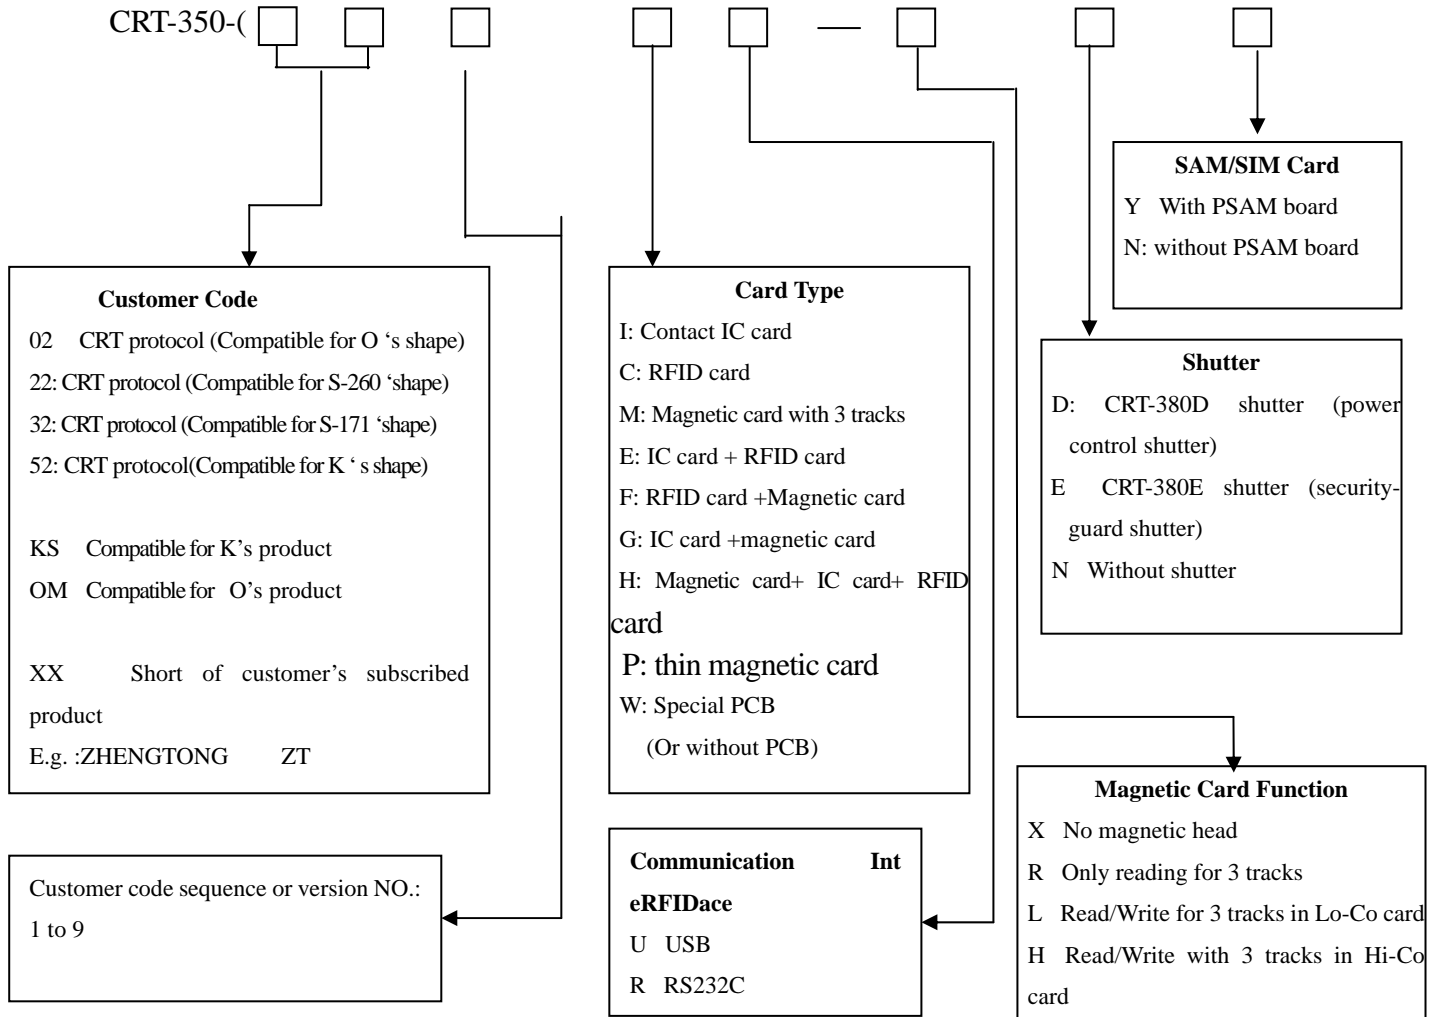 CRT-350-(
—
SAM/SIM Card
Y With PSAM board
N: without PSAM board
Customer Code
02 CRT protocol (Compatible for O ‘s shape)
22: CRT protocol (Compatible for S-260 ‘shape)
32: CRT protocol (Compatible for S-171 ‘shape)
52: CRT protocol(Compatible for K ‘ s shape)
KS Compatible for K’s product
OM Compatible for O’s product
XX Short of customer’s subscribed
product
E.g. :ZHENGTONG ZT
Card Type
I: Contact IC card
C: RFID card
M: Magnetic card with 3 tracks
E: IC card + RFID card
F: RFID card +Magnetic card
G: IC card +magnetic card
H: Magnetic card+ IC card+ RFID
card
P: thin magnetic card
W: Special PCB
(Or without PCB)
Shutter
D: CRT-380D shutter (power
control shutter)
E CRT-380E shutter (security-
guard shutter)
N Without shutter
Customer code sequence or version NO.:
1 to 9
Communication Int
eRFIDace
U USB
R RS232C
Magnetic Card Function
X No magnetic head
R Only reading for 3 tracks
L Read/Write for 3 tracks in Lo-Co card
H Read/Write with 3 tracks in Hi-Co
card